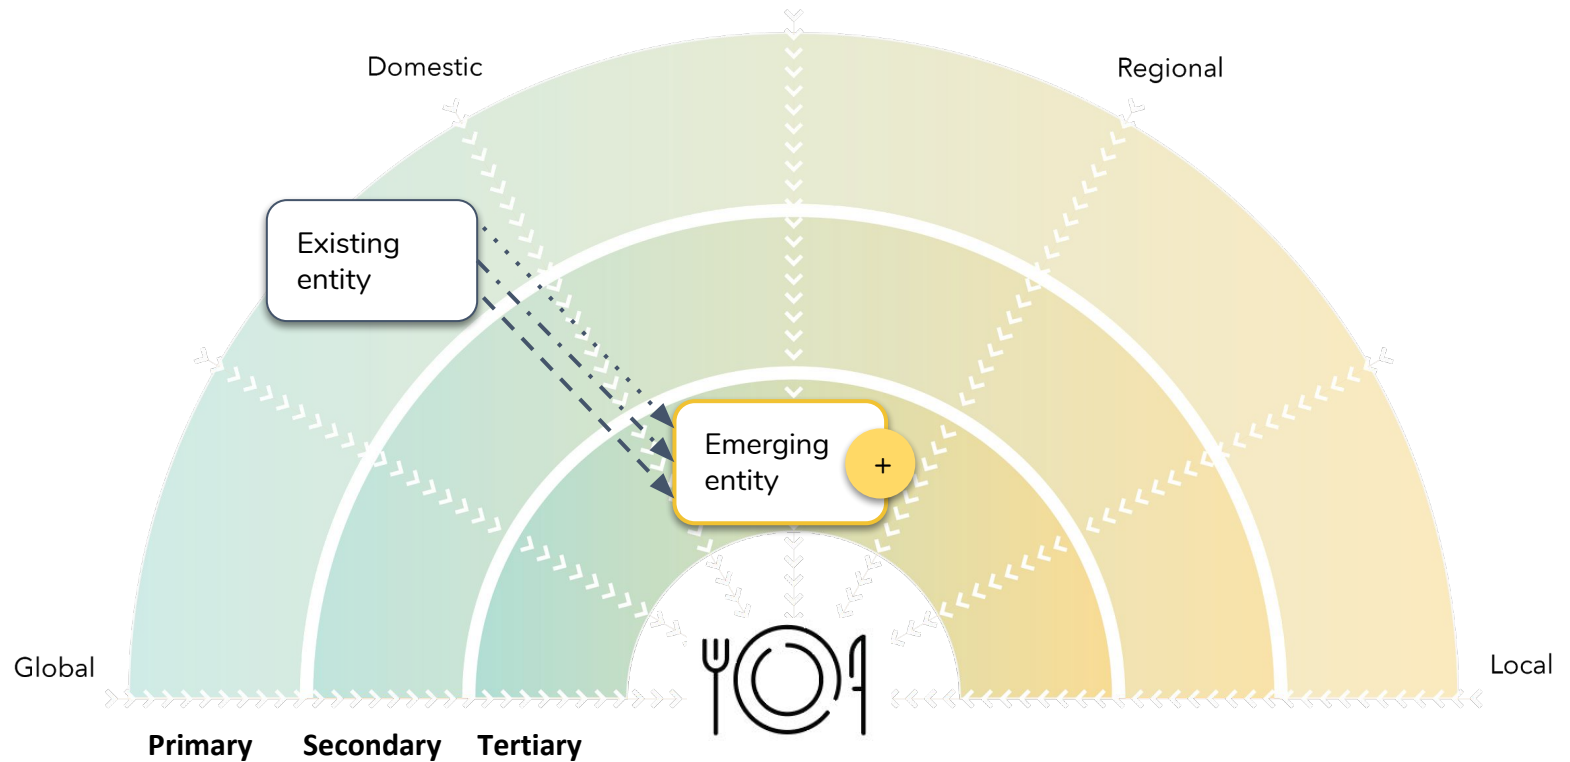 Domestic
Regional
Existing
entity
Emerging
entity
+
Global
Local
Primary
Secondary
Tertiary